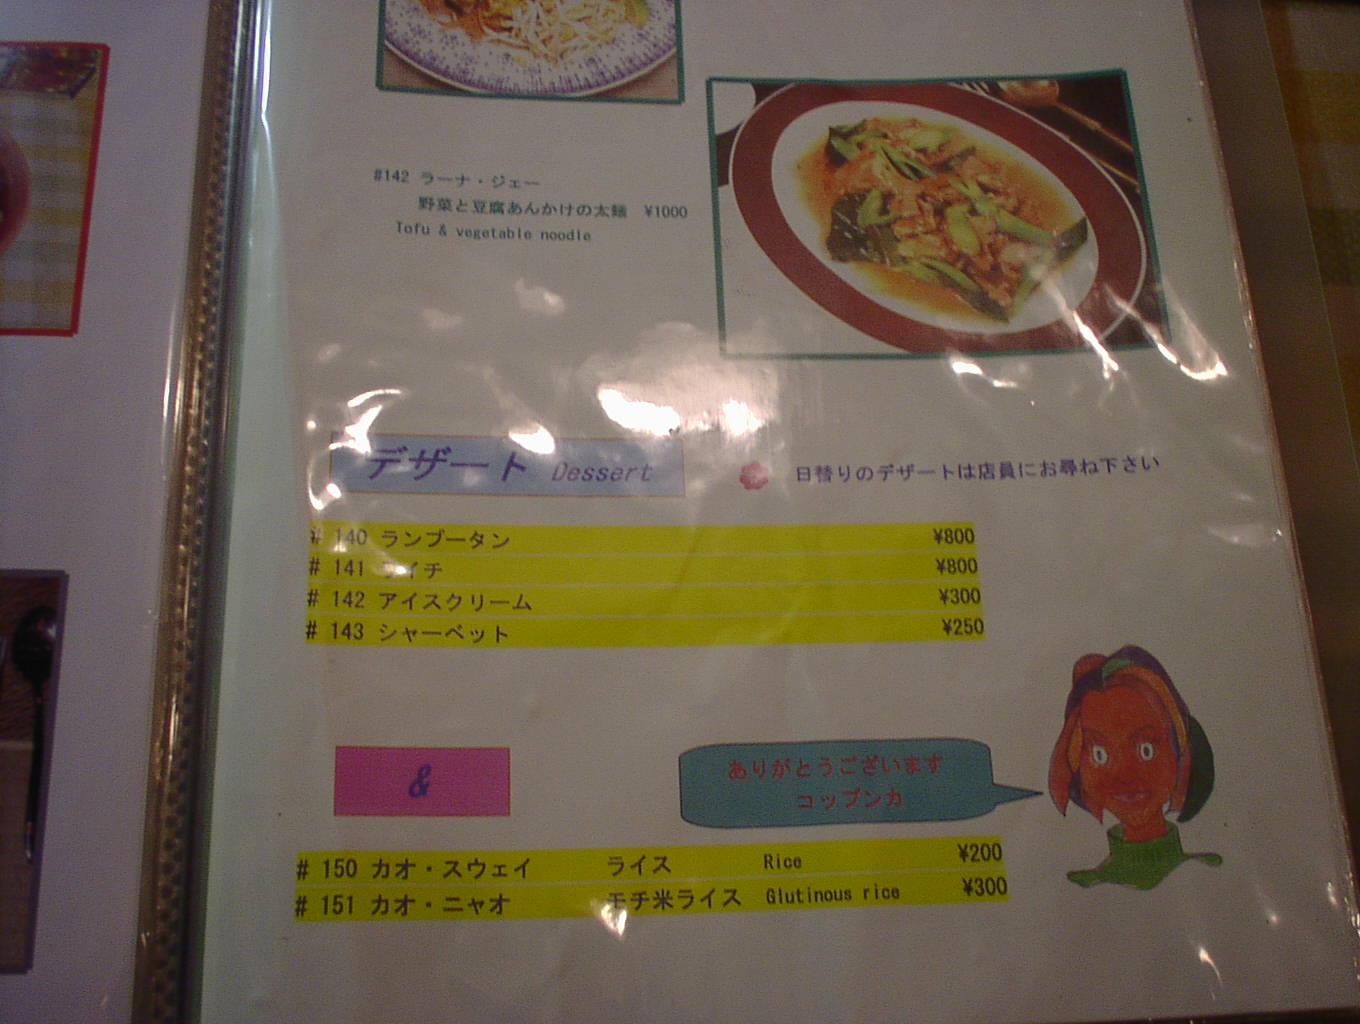 #142 ラーナ・ジェー
野菜と豆腐あんかけの太麺 ¥1000
Tofu & vegetable noodle
デザート Dessert
日替りのデザートは店員にお尋ね下さい
# 140 ランブータン ¥800
# 141 ライチ ¥800
# 142 アイスクリーム ¥300
# 143 シャーベット ¥250
&
ありがとうございます
コップンカ
# 150 カオ・スウェイ ライス Rice ¥200
# 151 カオ・ニャオ モチ米ライス Glutinous rice ¥300